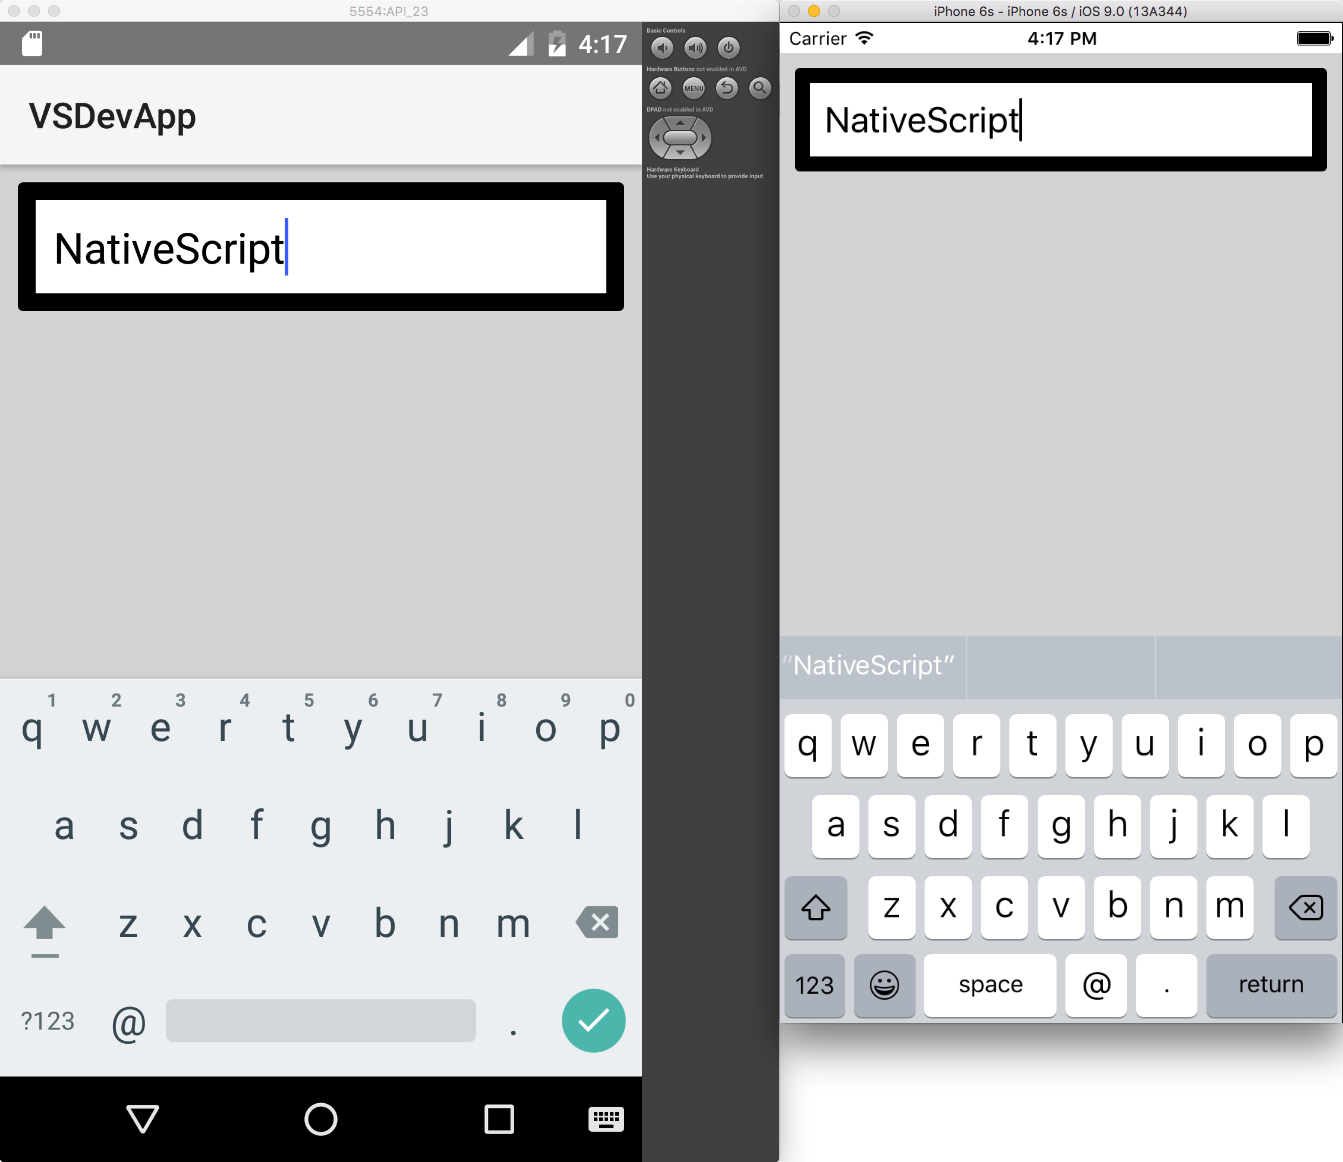 5554:API_23
4:17
VSDevApp
NativeScript
1 2 3 4 5 6 7 8 9 0
q w e r t y u i o p
a s d f g h j k l
z x c v b n m
?123 @ .
Basic Controls
Hardware Buttons not enabled in AVD
MENU
DPAD not enabled in AVD
Hardware Keyboard
Use your physical keyboard to provide input
iPhone 6s - iPhone 6s / iOS 9.0 (13A344)
Carrier 4:17 PM
NativeScript
“NativeScript”
q w e r t y u i o p
a s d f g h j k l
z x c v b n m
123 space @ . return